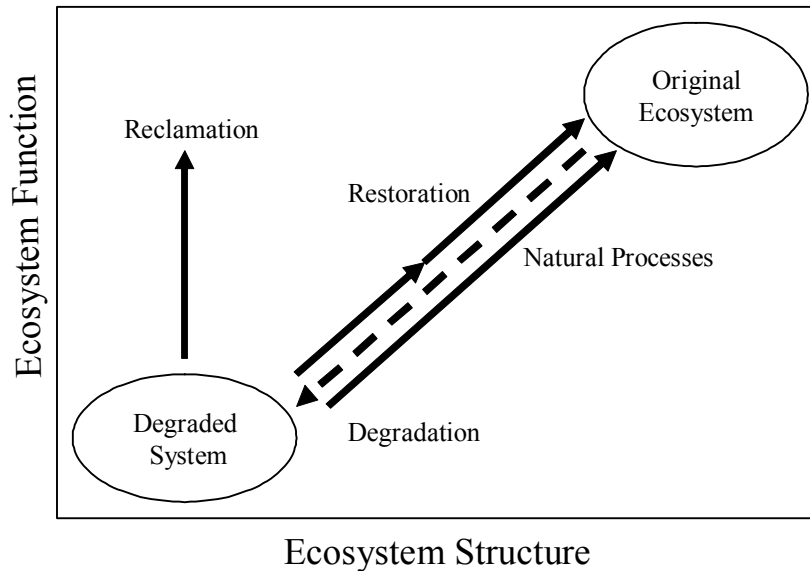 Original
Ecosystem
Reclamation
Restoration
Natural Processes
Degraded
System
Degradation
Ecosystem Function
Ecosystem Structure